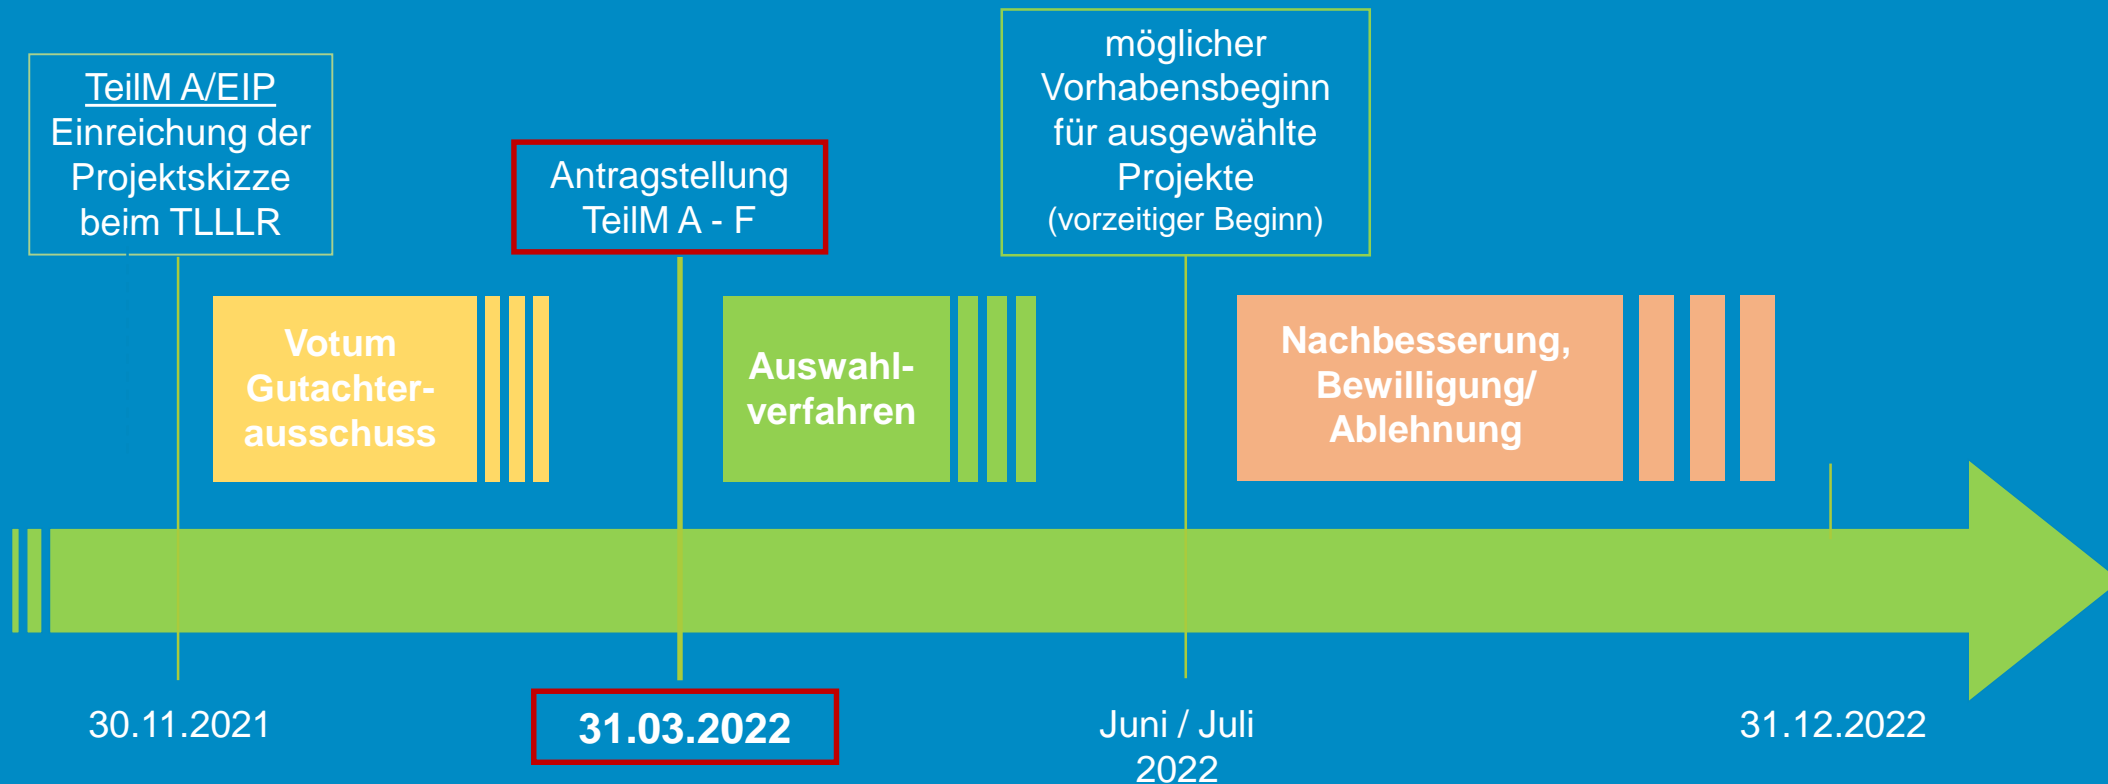 TeilM A/EIP
Einreichung der
Projektskizze
beim TLLLR
Antragstellung
TeilM A - F
möglicher
Vorhabensbeginn
für ausgewählte
Projekte
(vorzeitiger Beginn)
Votum
Gutachter-
ausschuss
Auswahl-
verfahren
Nachbesserung,
Bewilligung/
Ablehnung
30.11.2021
31.03.2022
Juni / Juli
2022
31.12.2022